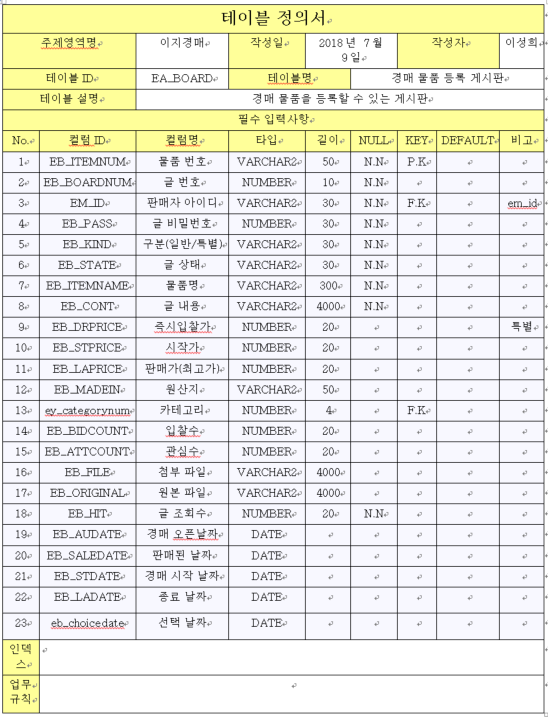 테이블 정의서
주제영역명 이지경매 작성일 2018년 7월 9일 작성자 이성희
테이블 ID EA_BOARD 테이블명 경매 물품 등록 게시판
테이블 설명 경매 물품을 등록할 수 있는 게시판
필수 입력사항
No. 컬럼 ID 컬럼명 타입 길이 NULL KEY DEFAULT 비고
1 EB_ITEMNUM 물품 번호 VARCHAR2 50 N.N P.K
2 EB_BOARDNUM 글 번호 NUMBER 10 N.N
3 EM_ID 판매자 아이디 VARCHAR2 30 N.N F.K em_id
4 EB_PASS 글 비밀번호 NUMBER 30 N.N
5 EB_KIND 구분(일반/특별) VARCHAR2 30 N.N
6 EB_STATE 글 상태 VARCHAR2 30 N.N
7 EB_ITEMNAME 물품명 VARCHAR2 300 N.N
8 EB_CONT 글 내용 VARCHAR2 4000 N.N
9 EB_DRPRICE 즉시입찰가 NUMBER 20 특별
10 EB_STPRICE 시작가 NUMBER 20
11 EB_LAPRICE 판매가(최고가) NUMBER 20
12 EB_MADEIN 원산지 VARCHAR2 50
13 ey_categorynum 카테고리 NUMBER 4 F.K
14 EB_BIDCOUNT 입찰수 NUMBER 20
15 EB_ATTCOUNT 관심수 NUMBER 20
16 EB_FILE 첨부 파일 VARCHAR2 4000
17 EB_ORIGINAL 원본 파일 VARCHAR2 4000
18 EB_HIT 글 조회수 NUMBER 20 N.N
19 EB_AUDATE 경매 오픈날짜 DATE
20 EB_SALEDATE 판매된 날짜 DATE
21 EB_STDATE 경매 시작 날짜 DATE
22 EB_LADATE 종료 날짜 DATE
23 eb_choicedate 선택 날짜 DATE
인덱스
업무 규칙